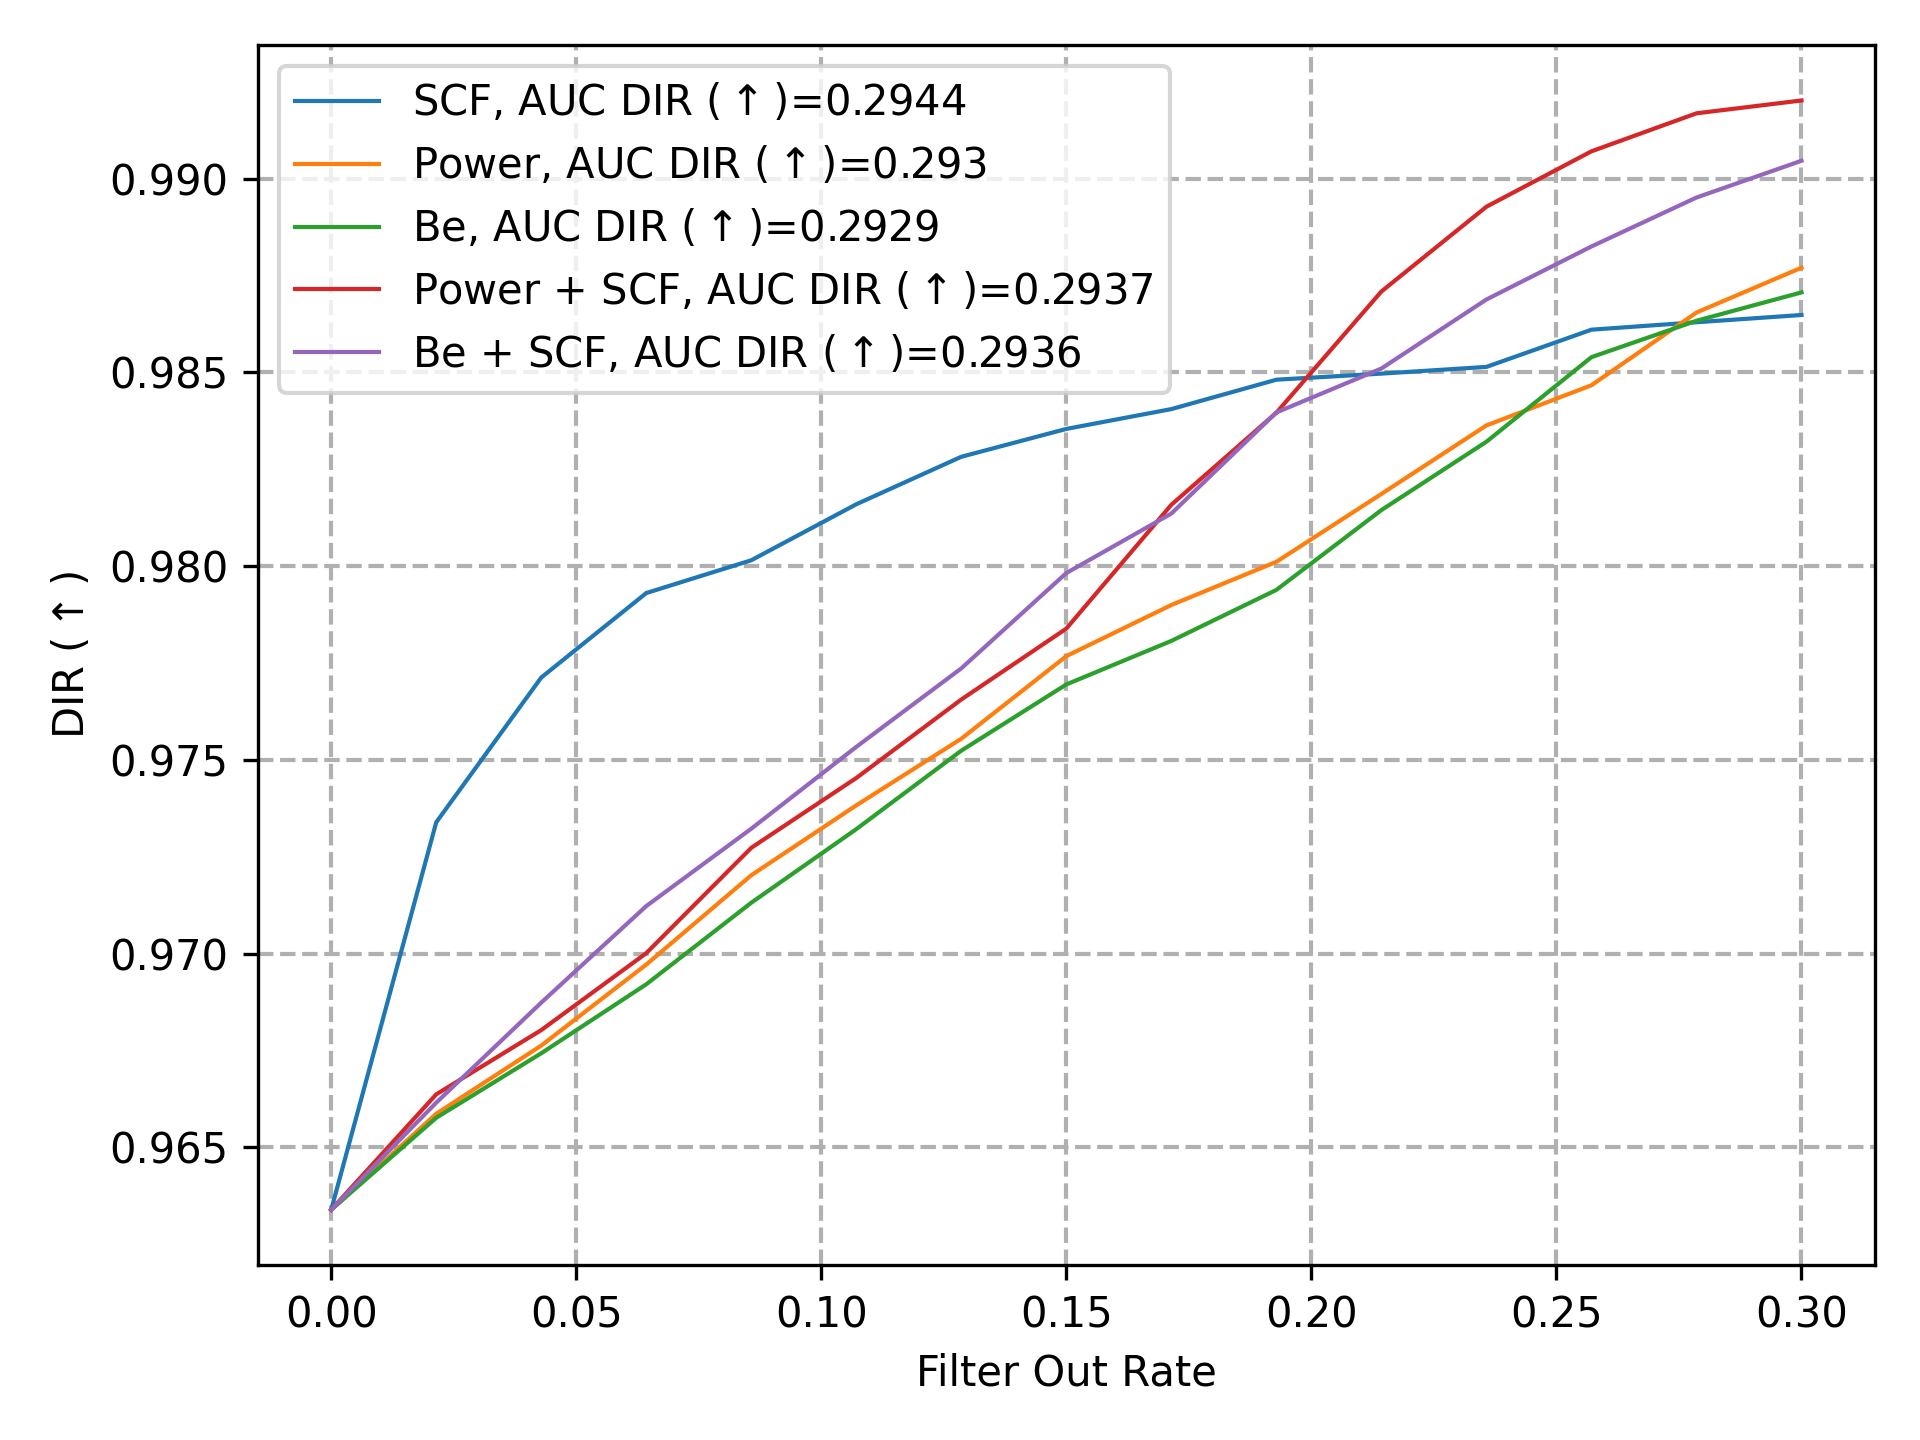 SCF, AUC DIR (↑)=0.2944
Power, AUC DIR (↑)=0.293
Be, AUC DIR (↑)=0.2929
Power + SCF, AUC DIR (↑)=0.2937
Be + SCF, AUC DIR (↑)=0.2936
0.990
0.985
0.980
0.975
0.970
0.965
DIR (↑)
0.00 0.05 0.10 0.15 0.20 0.25 0.30
Filter Out Rate